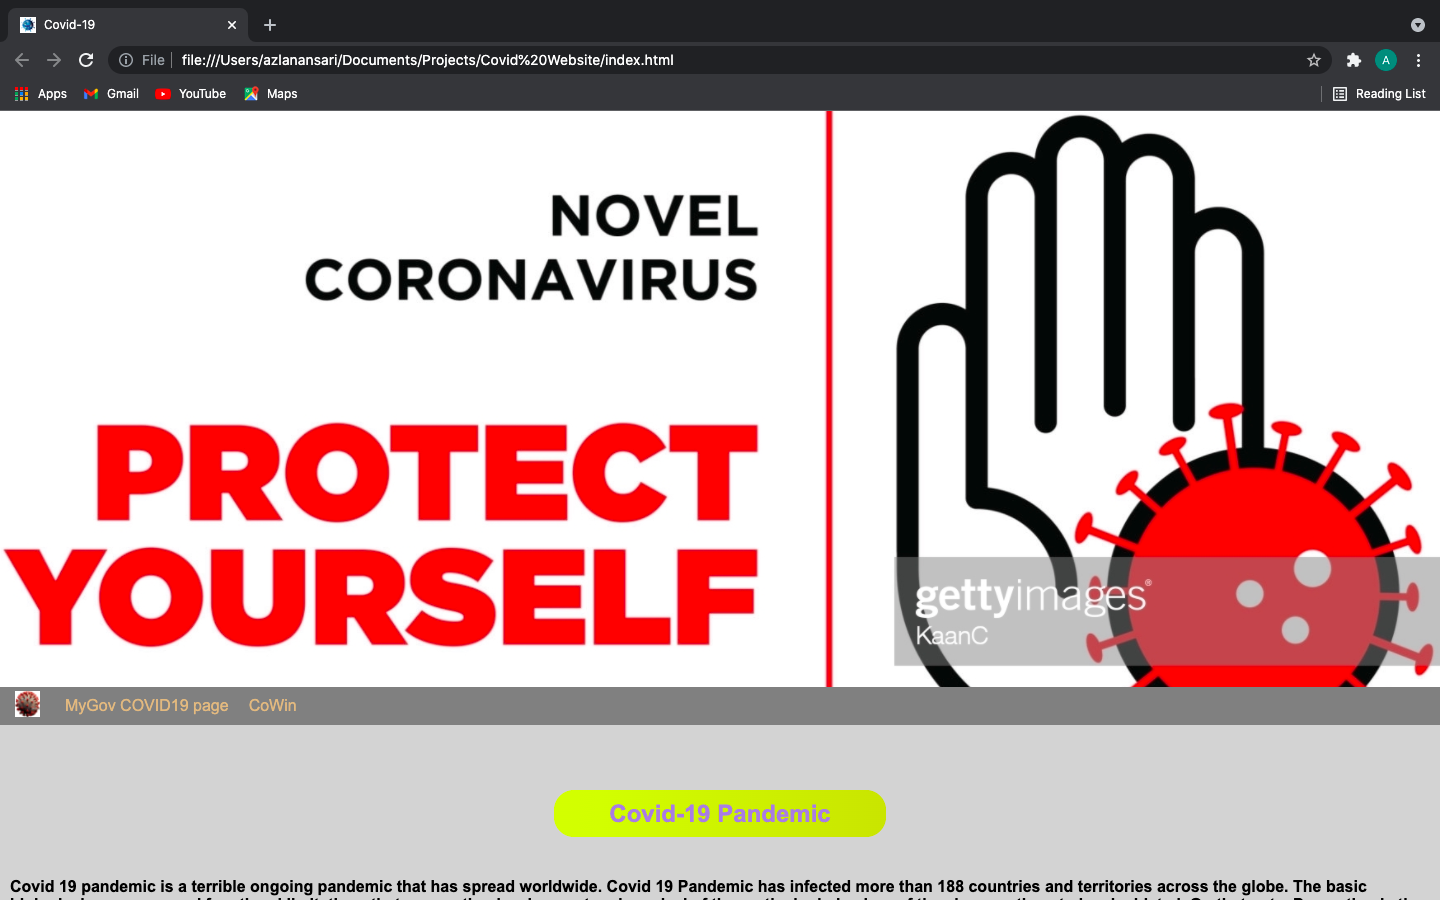 Covid-19
File
file:///Users/azlanansari/Documents/Projects/Covid%20Website/index.html
A
Apps
Gmail
YouTube
Maps
Reading List
NOVEL
CORONAVIRUS
PROTECT
YOURSELF
gettyimages®
KaanC
MyGov COVID19 page
CoWin
Covid-19 Pandemic
Covid 19 pandemic is a terrible ongoing pandemic that has spread worldwide. Covid 19 Pandemic has infected more than 188 countries and territories across the globe. The basic